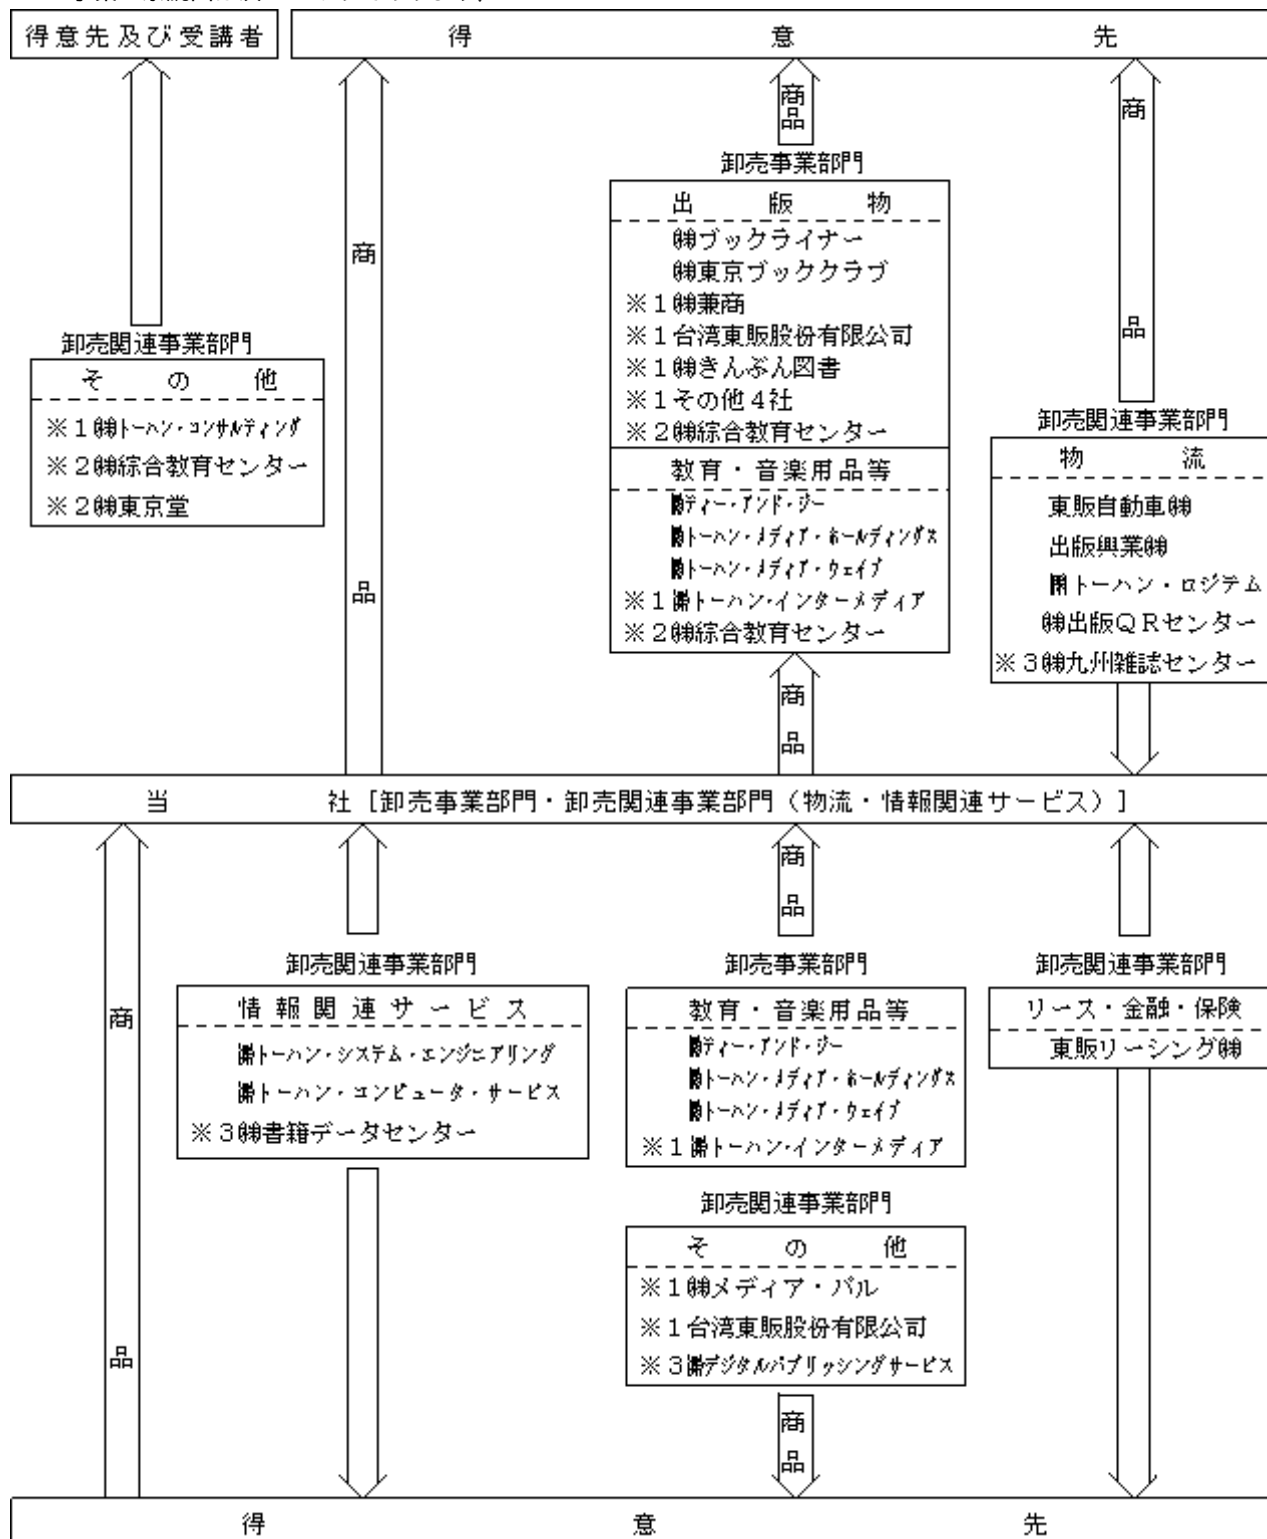 得意先及び受講者
得意先
商品
商品
商品
卸売事業部門
出版物
㈱ブックライナー
㈱東京ブッククラブ
※１㈱兼商
※１台湾東販股份有限公司
※１㈱きんぶん図書
※１その他４社
※２㈱綜合教育センター
教育・音楽用品等
㈱ティー・アンド・ジー
㈱トーハン・メディア・ホールディングス
㈱トーハン・メディア・ウェイブ
※１㈱トーハン・インターメディア
※２㈱綜合教育センター
商品
卸売関連事業部門
その他
※１㈱トーハン・コンサルティング
※２㈱綜合教育センター
※２㈱東京堂
卸売関連事業部門
物流
東販自動車㈱
出版興業㈱
㈱トーハン・ロジテム
㈱出版ＱＲセンター
※３㈱九州雑誌センター
当社［卸売事業部門・卸売関連事業部門（物流・情報関連サービス）］
商品
商品
卸売関連事業部門
情報関連サービス
㈱トーハン・システム・エンジニアリング
㈱トーハン・コンピュータ・サービス
※３㈱書籍データセンター
卸売事業部門
教育・音楽用品等
㈱ティー・アンド・ジー
㈱トーハン・メディア・ホールディングス
㈱トーハン・メディア・ウェイブ
※１㈱トーハン・インターメディア
卸売関連事業部門
リース・金融・保険
東販リーシング㈱
卸売関連事業部門
その他
※１㈱メディア・パル
※１台湾東販股份有限公司
※３㈱デジタルパブリッシングサービス
商品
得意先